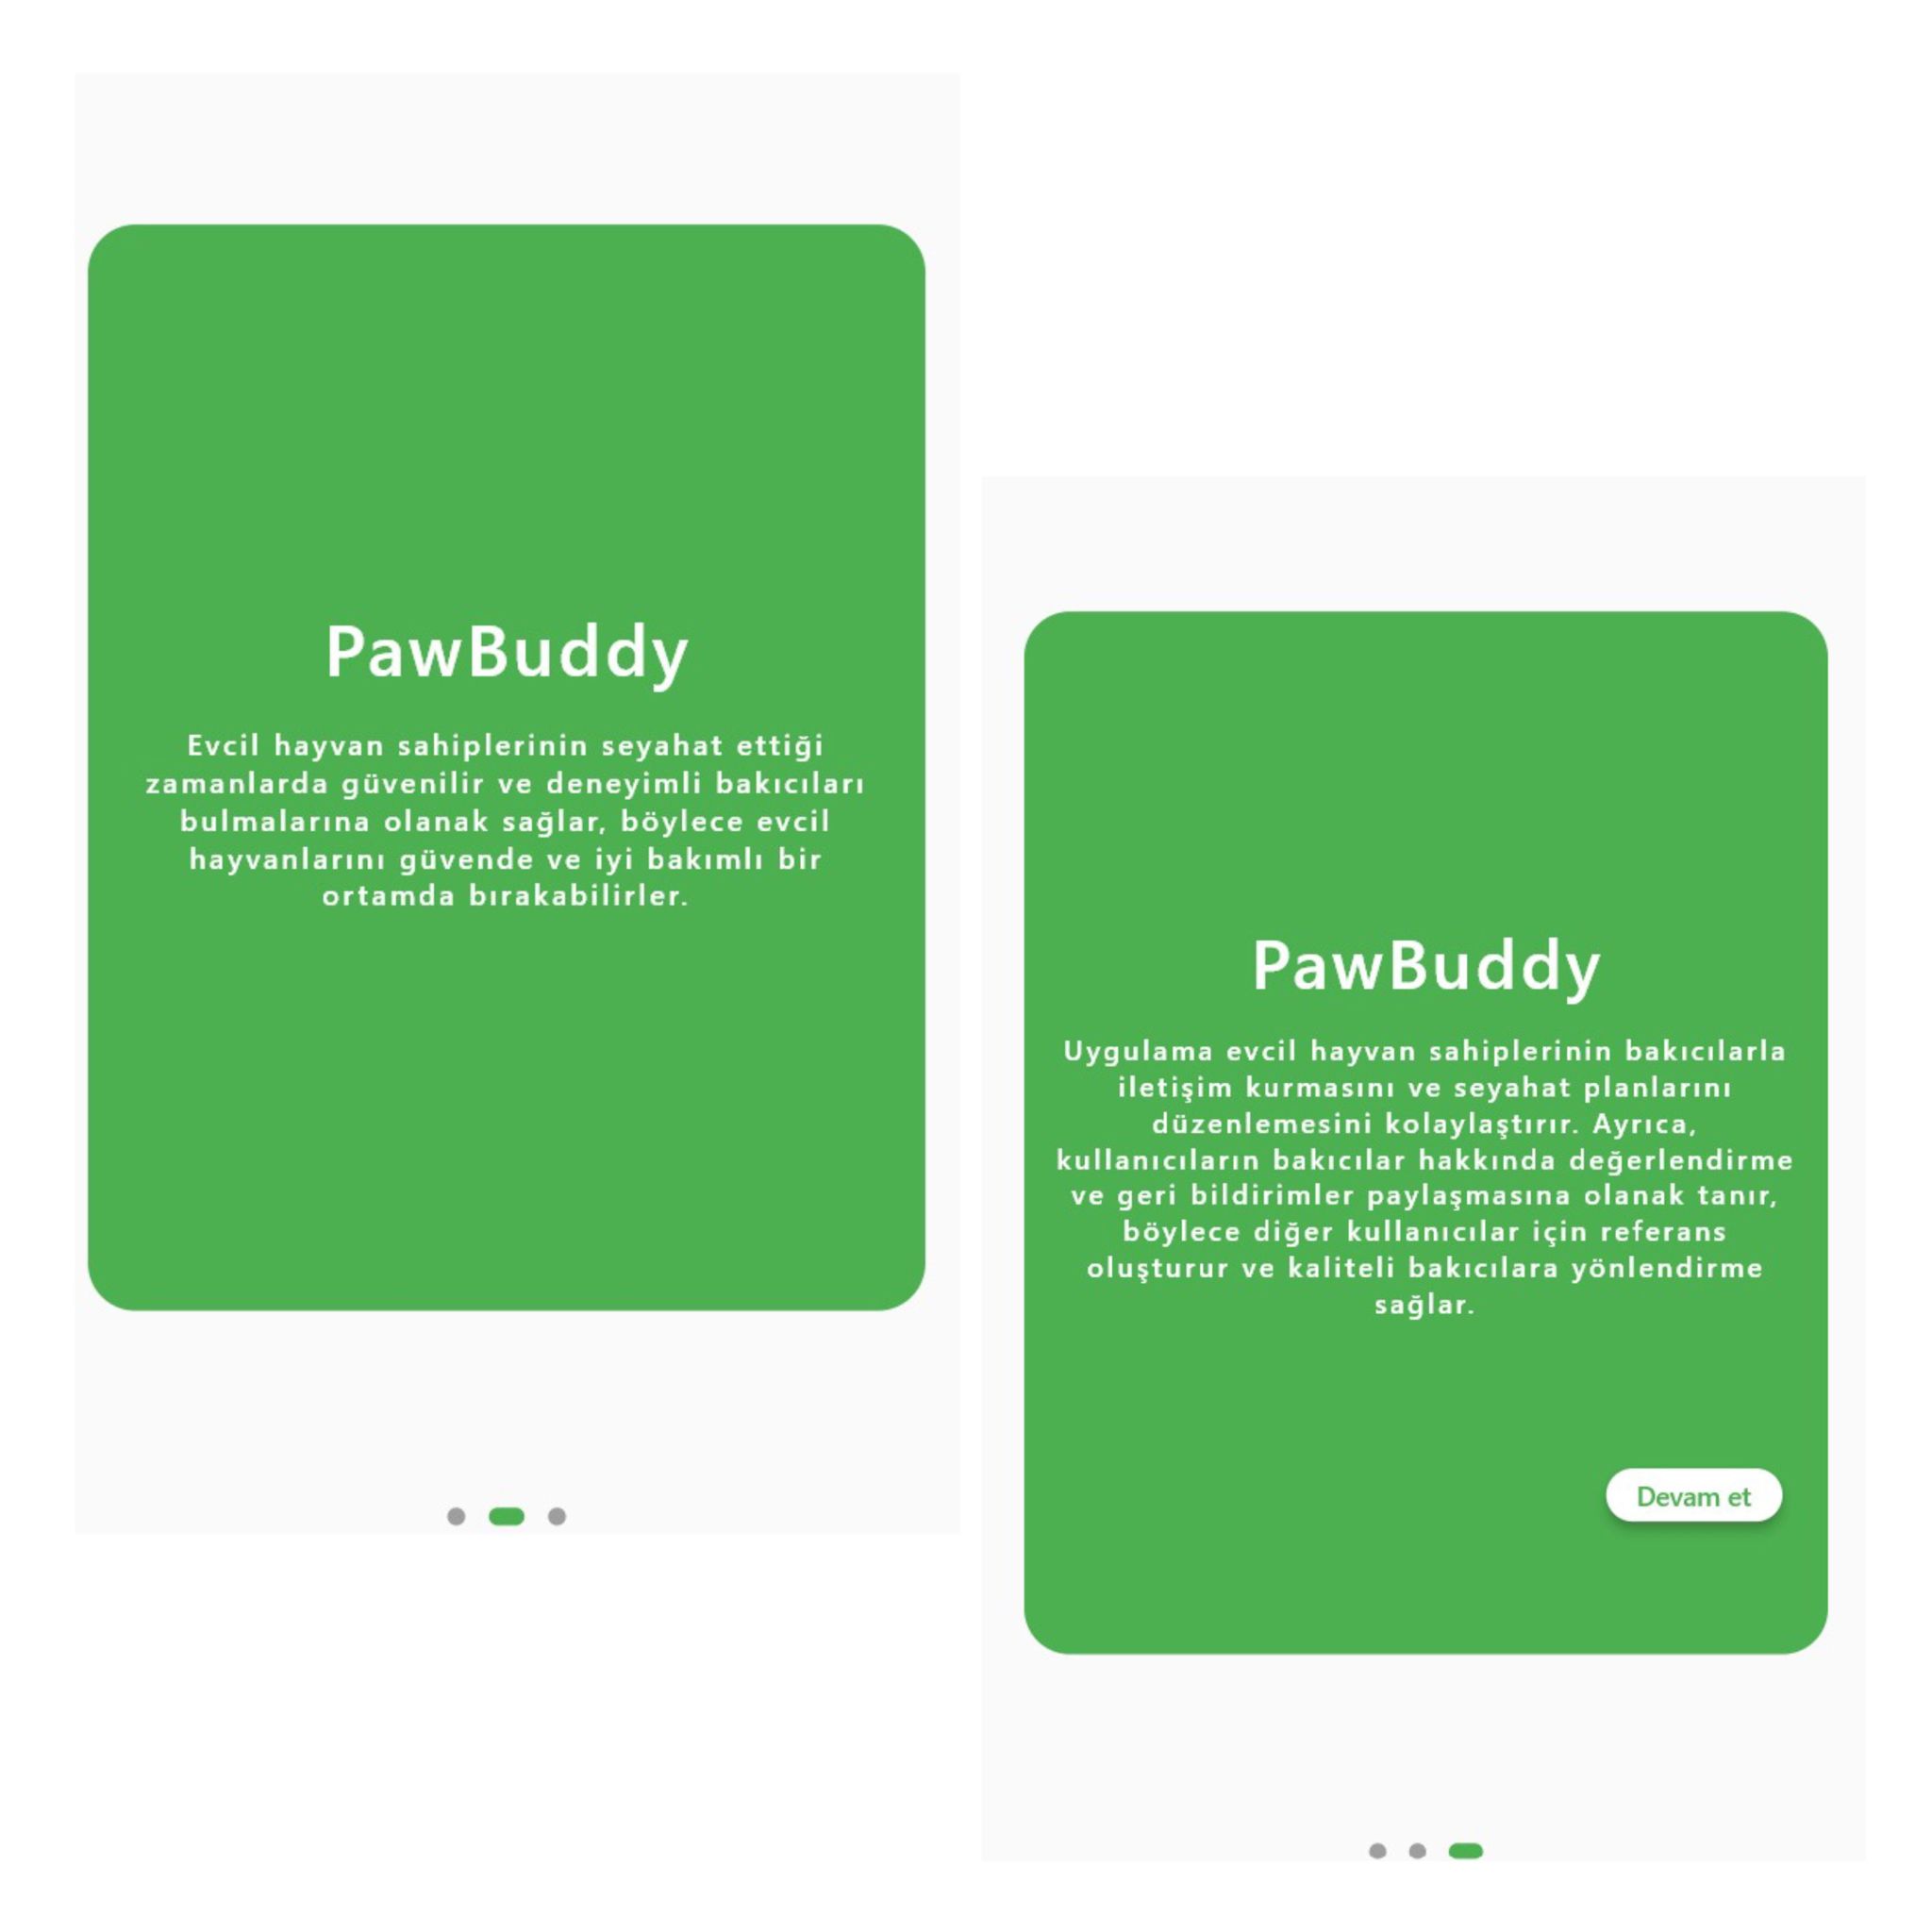 PawBuddy
Evcil hayvan sahiplerinin seyahat ettiği
zamanlarda güvenilir ve deneyimli bakıcıları
bulmalarına olanak sağlar, böylece evcil
hayvanlarını güvende ve iyi bakımlı bir
ortamda bırakabilirler.
PawBuddy
Uygulama evcil hayvan sahiplerinin bakıcılarla
iletişim kurmasını ve seyahat planlarını
düzenlemesini kolaylaştırır. Ayrıca,
kullanıcıların bakıcılar hakkında değerlendirme
ve geri bildirimler paylaşmasına olanak tanır,
böylece diğer kullanıcılar için referans
oluşturur ve kaliteli bakıcılara yönlendirme
sağlar.
Devam et